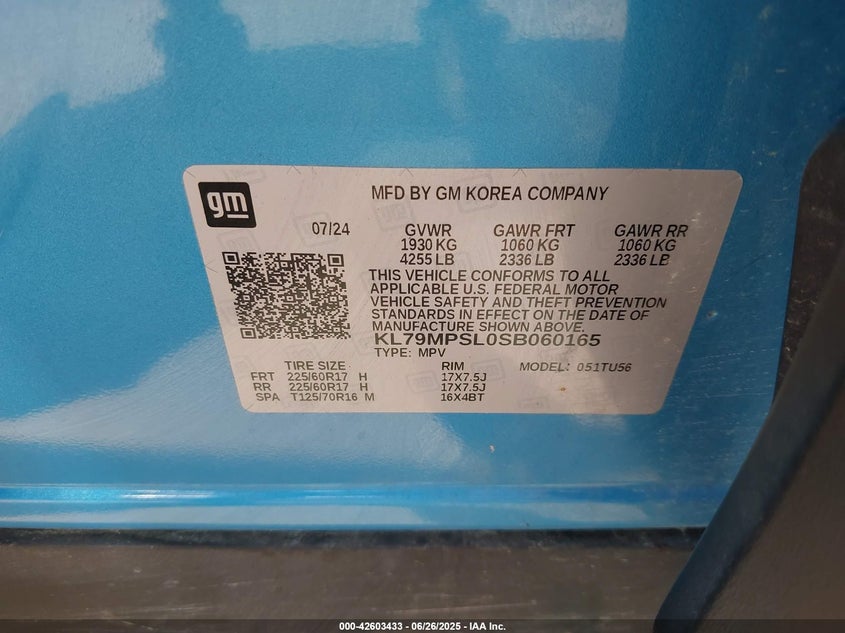 gm
MFD BY GM KOREA COMPANY
07/24 GVWR GAWR FRT GAWR RR
1930 KG 1060 KG 1060 KG
4255 LB 2336 LB 2336 LB
THIS VEHICLE CONFORMS TO ALL
APPLICABLE U.S. FEDERAL MOTOR
VEHICLE SAFETY AND THEFT PREVENTION
STANDARDS IN EFFECT ON THE DATE OF
MANUFACTURE SHOWN ABOVE.
KL79MPSL0SB060165
TYPE: MPV MODEL: 051TU56
TIRE SIZE RIM
FRT 225/60R17 H 17X7.5J
RR 225/60R17 H 17X7.5J
SPA T125/70R16 M 16X4BT
000-42603433 - 06/26/2025 - IAA Inc.